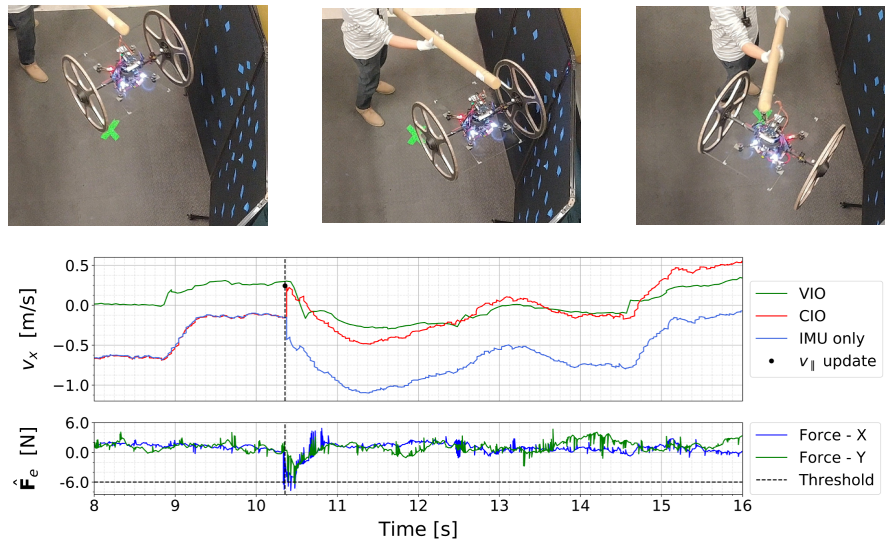 0.5
0.0
−0.5
−1.0
v_x [m/s]
VIO
CIO
IMU only
v_∥ update
6.0
0.0
-6.0
F̂_e [N]
Force - X
Force - Y
Threshold
8 9 10 11 12 13 14 15 16
Time [s]